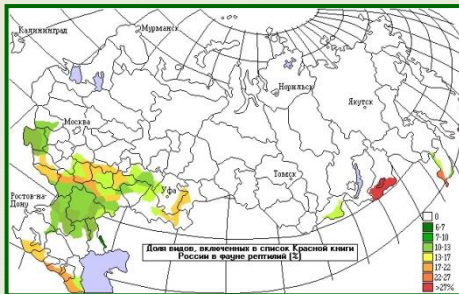 Калининград
Мурманск
Норильск
Якутск
Москва
Уфа
Томск
Ростов-на-
Дону
Доля видов, включенных в список Красной книги
России в фауне рептилий (%)
0
6-7
7-10
10-13
13-17
17-22
22-27
>27%